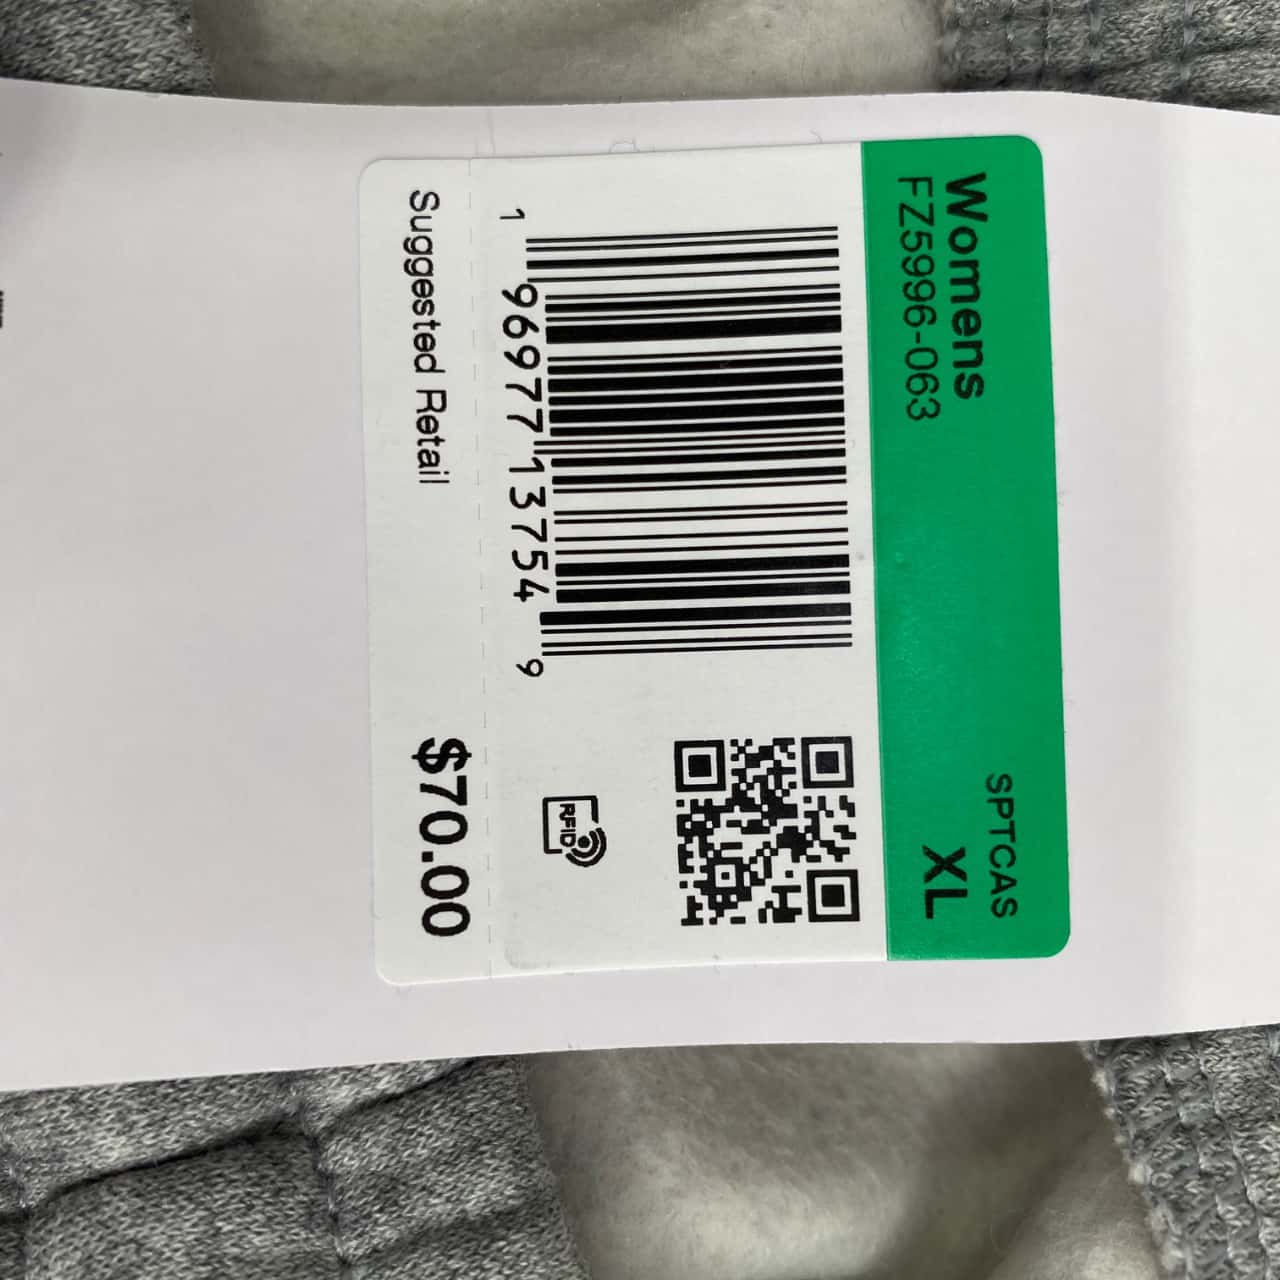 SPTCAS
Womens
FZ5996-063
XL
1 96977 13754 9
RFID
Suggested Retail
$70.00